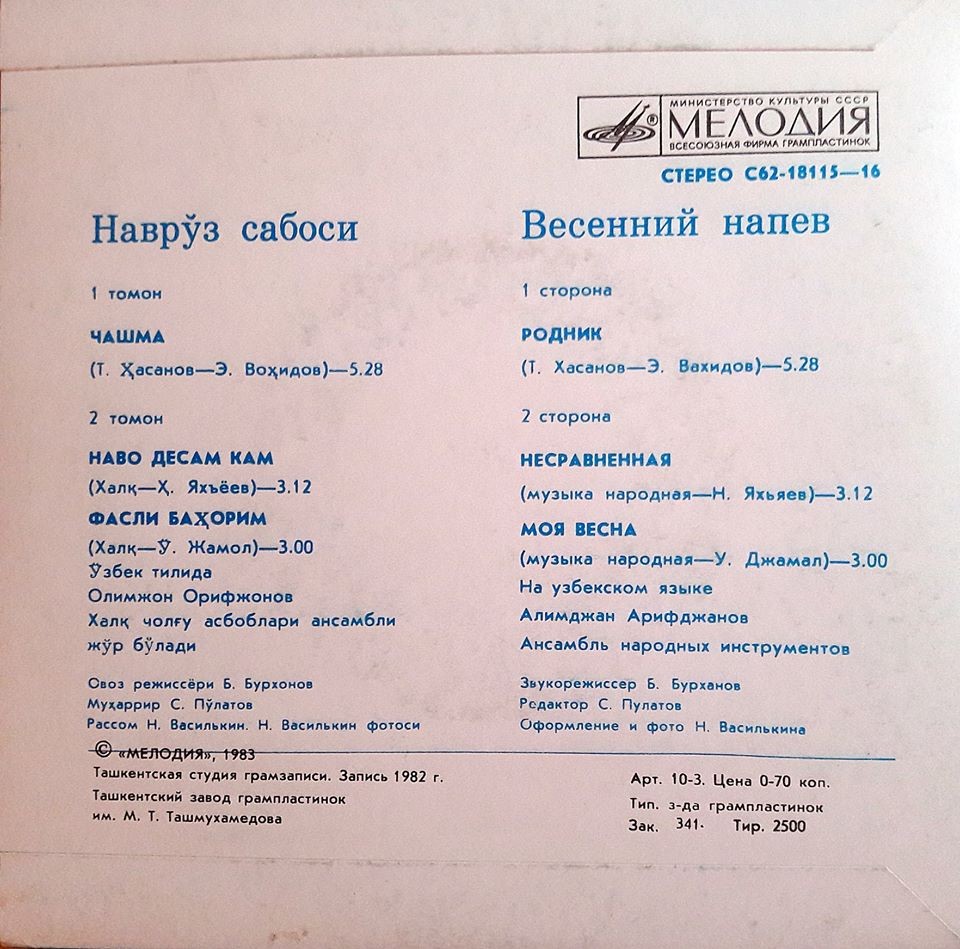 МИНИСТЕРСТВО КУЛЬТУРЫ СССР
МЕЛОДИЯ
ВСЕСОЮЗНАЯ ФИРМА ГРАМПЛАСТИНОК
®
СТЕРЕО С62-18115—16
Наврўз сабоси
1 томон
ЧАШМА
(Т. Ҳасанов—Э. Воҳидов)—5.28
2 томон
НАВО ДЕСАМ КАМ
(Халқ—Ҳ. Яхъёев)—3.12
ФАСЛИ БАҲОРИМ
(Халқ—Ў. Жамол)—3.00
Ўзбек тилида
Олимжон Орифжонов
Халқ чолғу асбоблари ансамбли
жўр бўлади
Овоз режиссёри Б. Бурхонов
Муҳаррир С. Пўлатов
Рассом Н. Василькин. Н. Василькин фотоси
Весенний напев
1 сторона
РОДНИК
(Т. Хасанов—Э. Вахидов)—5.28
2 сторона
НЕСРАВНЕННАЯ
(музыка народная—Н. Яхьяев)—3.12
МОЯ ВЕСНА
(музыка народная—У. Джамал)—3.00
На узбекском языке
Алимджан Арифджанов
Ансамбль народных инструментов
Звукорежиссер Б. Бурханов
Редактор С. Пулатов
Оформление и фото Н. Василькина
© «МЕЛОДИЯ», 1983
Ташкентская студия грамзаписи. Запись 1982 г.
Ташкентский завод грампластинок
им. М. Т. Ташмухамедова
Арт. 10-3. Цена 0-70 коп.
Тип. з-да грампластинок
Зак. 341. Тир. 2500